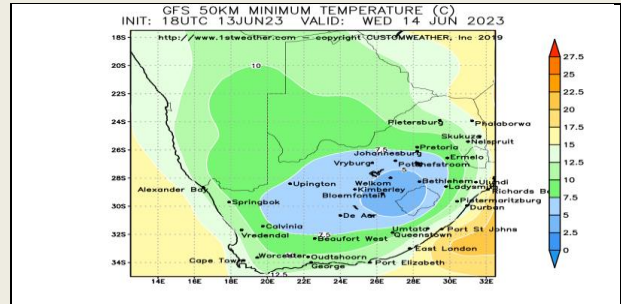 GFS 50KM MINIMUM TEMPERATURE (C)
INIT: 18UTC 13JUN23 VALID: WED 14 JUN 2023
http://www.1stweather.com copyright CUSTOMWEATHER, Inc 2019
18S
20S
22S
24S
26S
28S
30S
32S
34S
10
Pietersburg
Phalaborwa
Skukuza
Nelspruit
7.5
Pretoria
Johannesburg
Ermelo
Vryburg
Potchefstroom
5
Upington
Welkom
Bethlehem
Ulundi
Kimberley
Ladysmith
Alexander Bay
Bloemfontein
Richards Ba
Springbok
Pietermaritzburg
Durban
De Aar
Calvinia
Umtata
Port St Johns
Vredendal
7.5
Queenstown
Beaufort West
East London
Worcester
Oudtshoorn
Cape Town
George
Port Elizabeth
12.5
14E
16E
18E
20E
22E
24E
26E
28E
30E
32E
27.5
25
22.5
20
17.5
15
12.5
10
7.5
5
2.5
0